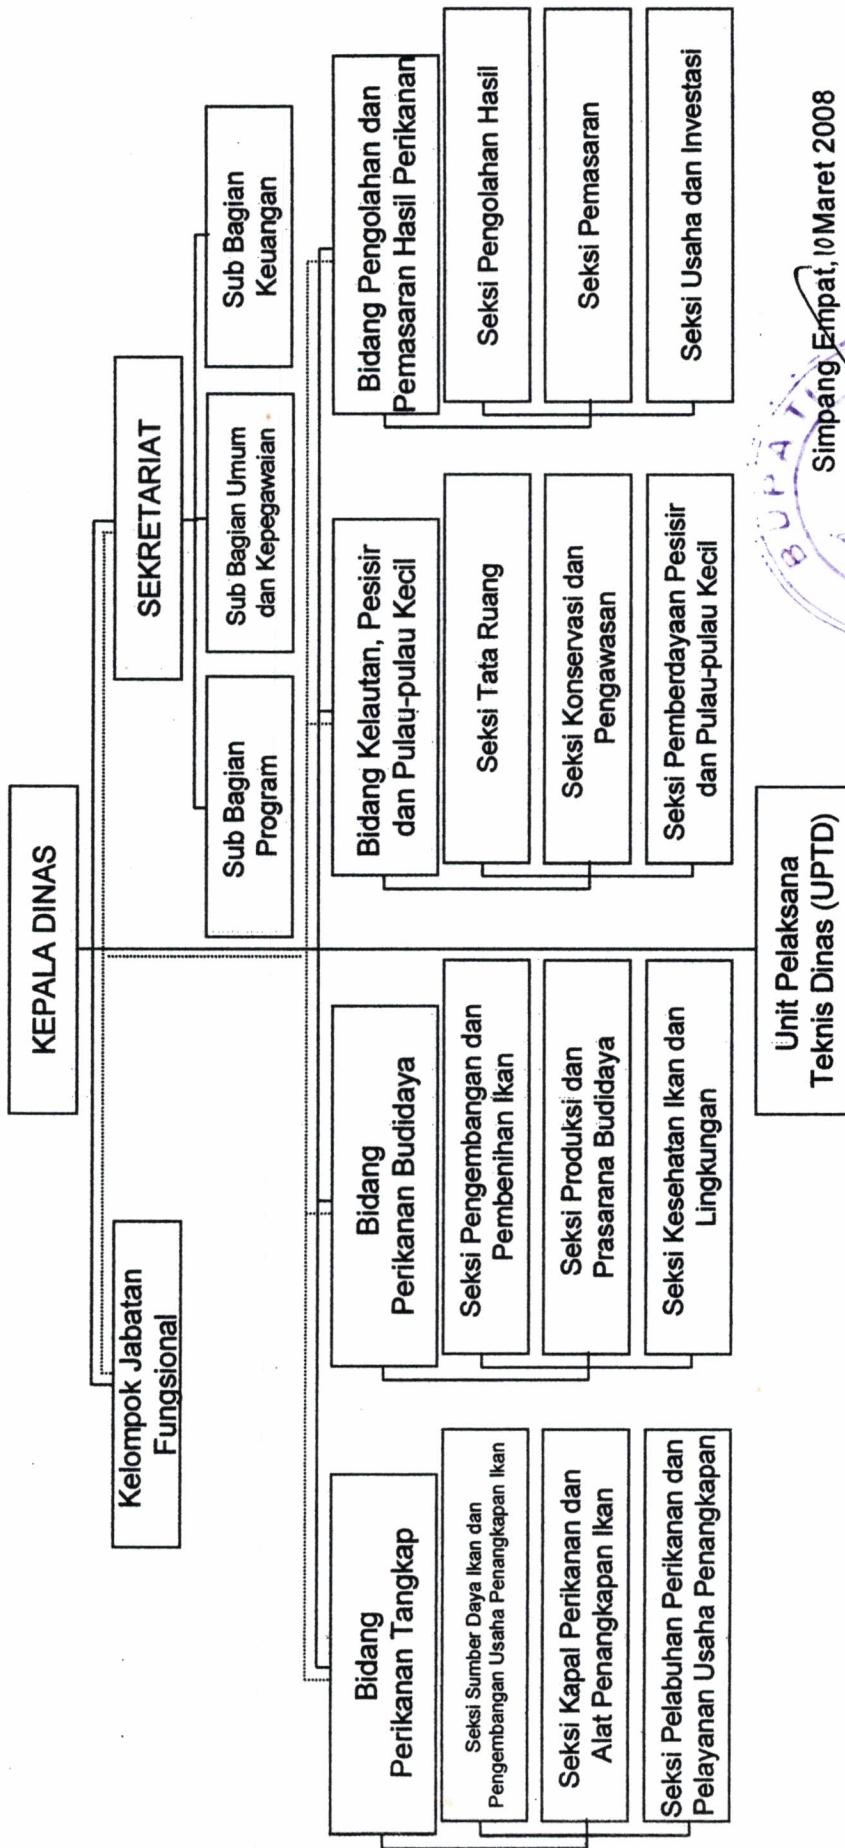 KEPALA DINAS
Kelompok Jabatan
Fungsional
SEKRETARIAT
Sub Bagian
Program
Sub Bagian Umum
dan Kepegawaian
Sub Bagian
Keuangan
Bidang
Perikanan Tangkap
Seksi Sumber Daya Ikan dan
Pengembangan Usaha Penangkapan Ikan
Seksi Kapal Perikanan dan
Alat Penangkapan Ikan
Seksi Pelabuhan Perikanan dan
Pelayanan Usaha Penangkapan
Bidang
Perikanan Budidaya
Seksi Pengembangan dan
Pembenihan Ikan
Seksi Produksi dan
Prasarana Budidaya
Seksi Kesehatan Ikan dan
Lingkungan
Bidang Kelautan, Pesisir
dan Pulau-pulau Kecil
Seksi Tata Ruang
Seksi Konservasi dan
Pengawasan
Seksi Pemberdayaan Pesisir
dan Pulau-pulau Kecil
Bidang Pengolahan dan
Pemasaran Hasil Perikanan
Seksi Pengolahan Hasil
Seksi Pemasaran
Seksi Usaha dan Investasi
Unit Pelaksana
Teknis Dinas (UPTD)
Simpang Empat, 10 Maret 2008
BUPATI